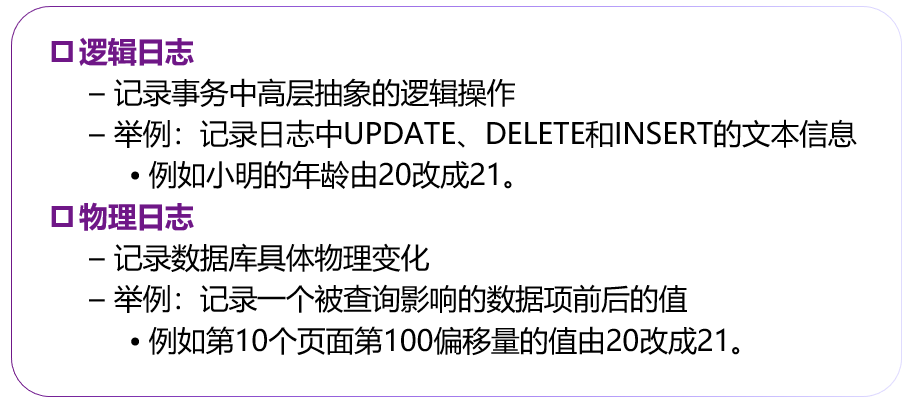 逻辑日志
– 记录事务中高层抽象的逻辑操作
– 举例：记录日志中UPDATE、DELETE和INSERT的文本信息
• 例如小明的年龄由20改成21。
物理日志
– 记录数据库具体物理变化
– 举例：记录一个被查询影响的数据项前后的值
• 例如第10个页面第100偏移量的值由20改成21。